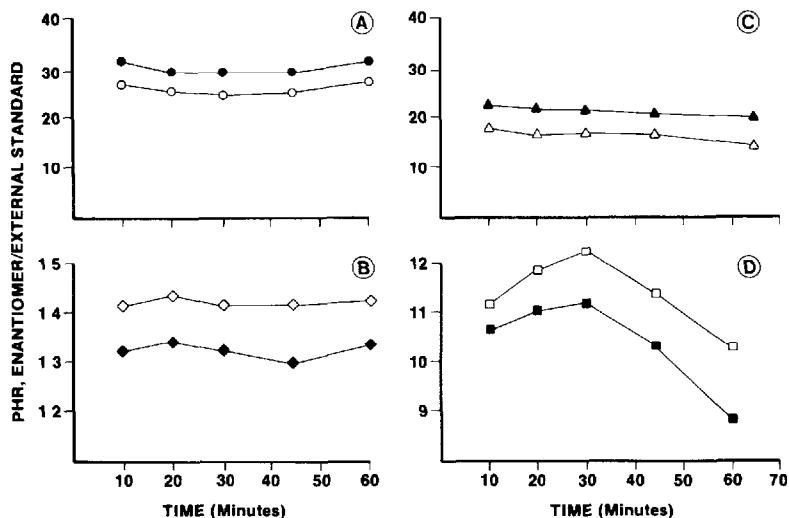 PHR, ENANTIOMER/EXTERNAL STANDARD
A
40
30
20
10
C
40
30
20
10
B
1 5
1.4
1.3
1 2
10 20 30 40 50 60
TIME (Minutes)
D
12
11
10
9
10 20 30 40 50 60 70
TIME (Minutes)